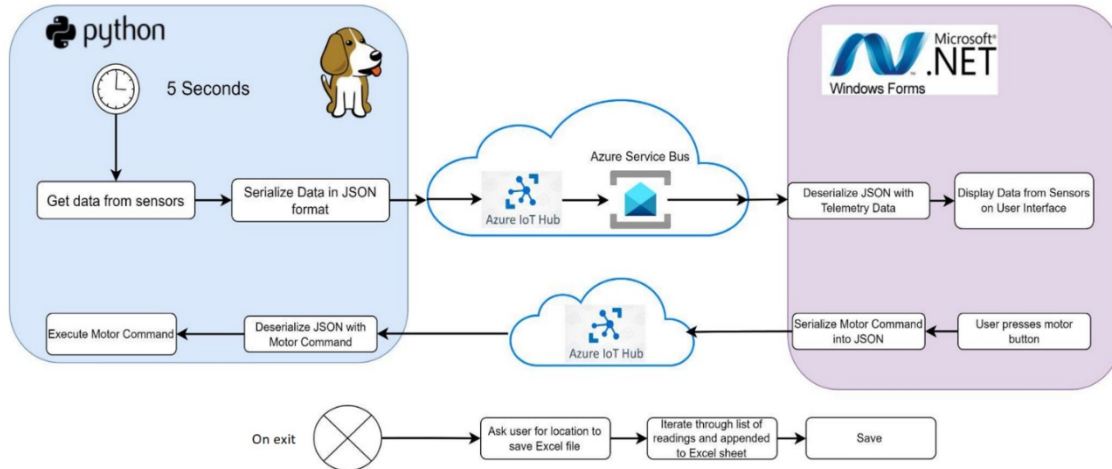 python
Microsoft®
.NET
Windows Forms
5 Seconds
Azure Service Bus
Get data from sensors
Serialize Data in JSON
format
Azure IoT Hub
Deserialize JSON with
Telemetry Data
Display Data from Sensors
on User Interface
Execute Motor Command
Deserialize JSON with
Motor Command
Azure IoT Hub
Serialize Motor Command
into JSON
User presses motor
button
On exit
Ask user for location to
save Excel file
Iterate through list of
readings and appended
to Excel sheet
Save